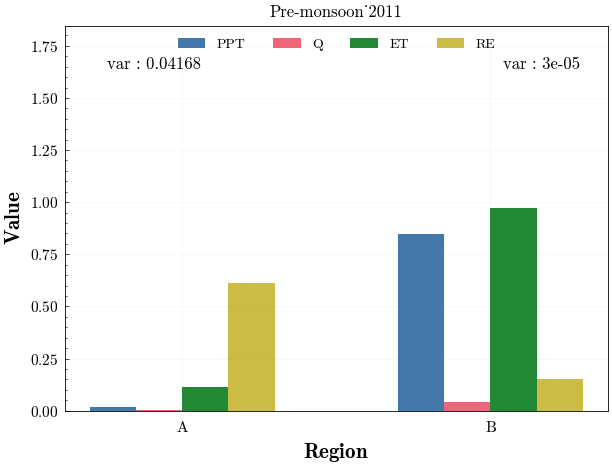 Pre-monsoon˙2011
PPT Q ET RE
var : 0.04168 var : 3e-05
1.75
1.50
1.25
1.00
0.75
0.50
0.25
0.00
Value
A B
Region